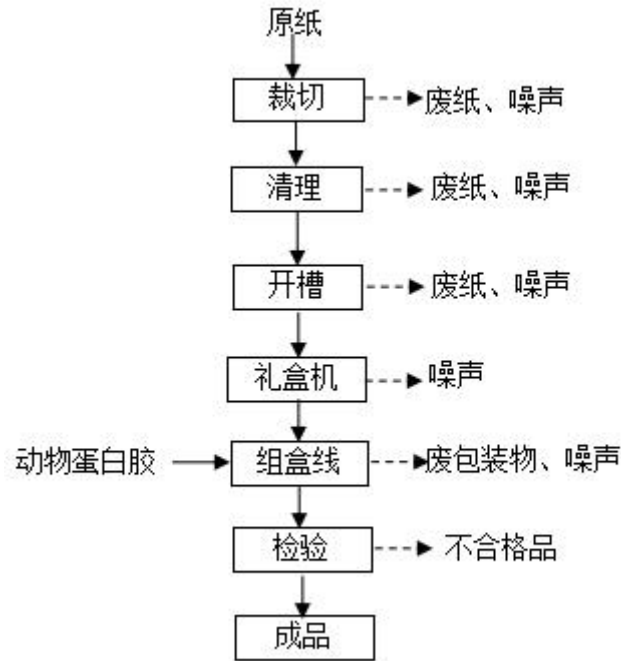 原纸
裁切
废纸、噪声
清理
废纸、噪声
开槽
废纸、噪声
礼盒机
噪声
动物蛋白胶
组盒线
废包装物、噪声
检验
不合格品
成品